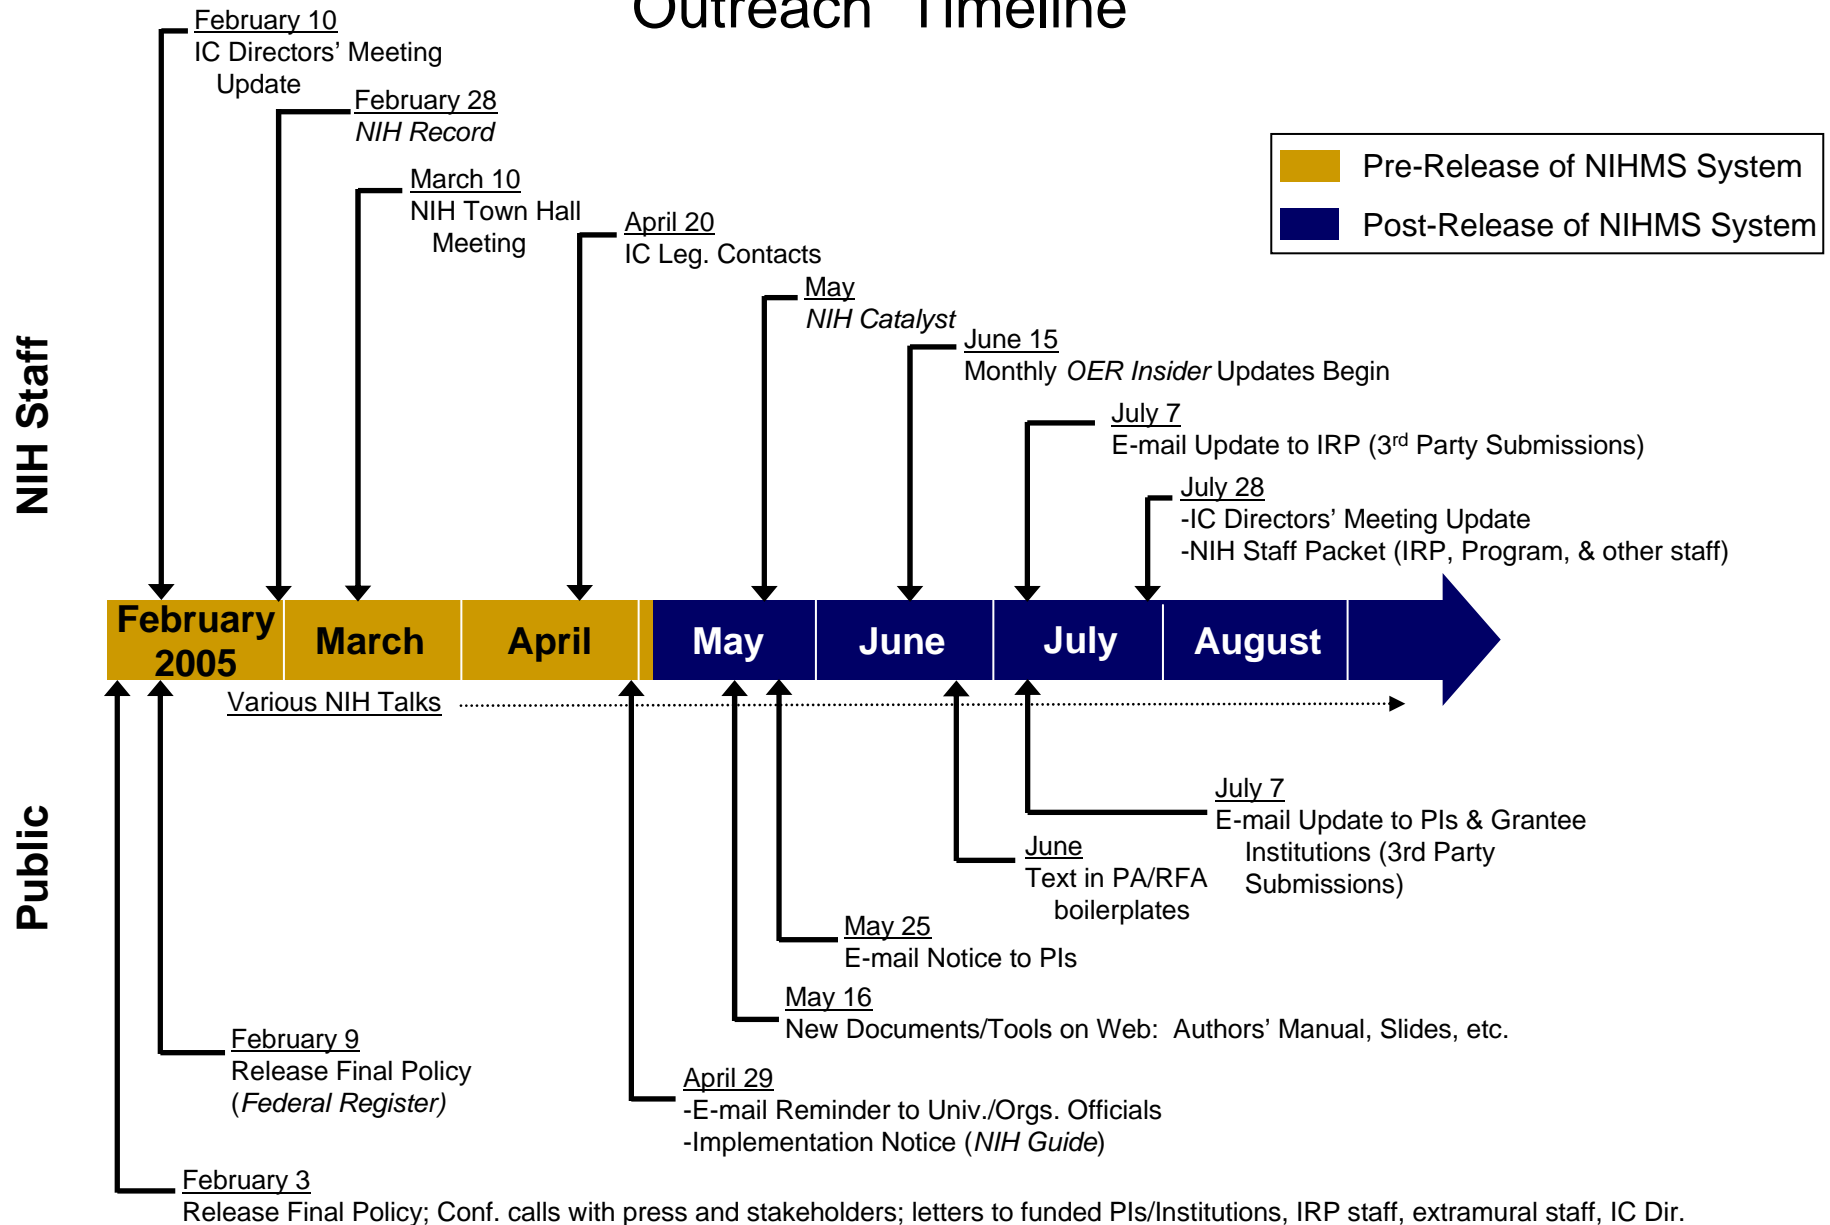 Outreach Timeline
February 10
IC Directors’ Meeting
Update
February 28
NIH Record
March 10
NIH Town Hall
Meeting
April 20
IC Leg. Contacts
May
NIH Catalyst
June 15
Monthly OER Insider Updates Begin
July 7
E-mail Update to IRP (3rd Party Submissions)
July 28
-IC Directors’ Meeting Update
-NIH Staff Packet (IRP, Program, & other staff)
Pre-Release of NIHMS System
Post-Release of NIHMS System
NIH Staff
February
2005
March
April
May
June
July
August
Various NIH Talks
Public
July 7
E-mail Update to PIs & Grantee
Institutions (3rd Party
Submissions)
June
Text in PA/RFA
boilerplates
May 25
E-mail Notice to PIs
May 16
New Documents/Tools on Web:  Authors’ Manual, Slides, etc.
February 9
Release Final Policy
(Federal Register)
April 29
-E-mail Reminder to Univ./Orgs. Officials
-Implementation Notice (NIH Guide)
February 3
Release Final Policy; Conf. calls with press and stakeholders; letters to funded PIs/Institutions, IRP staff, extramural staff, IC Dir.